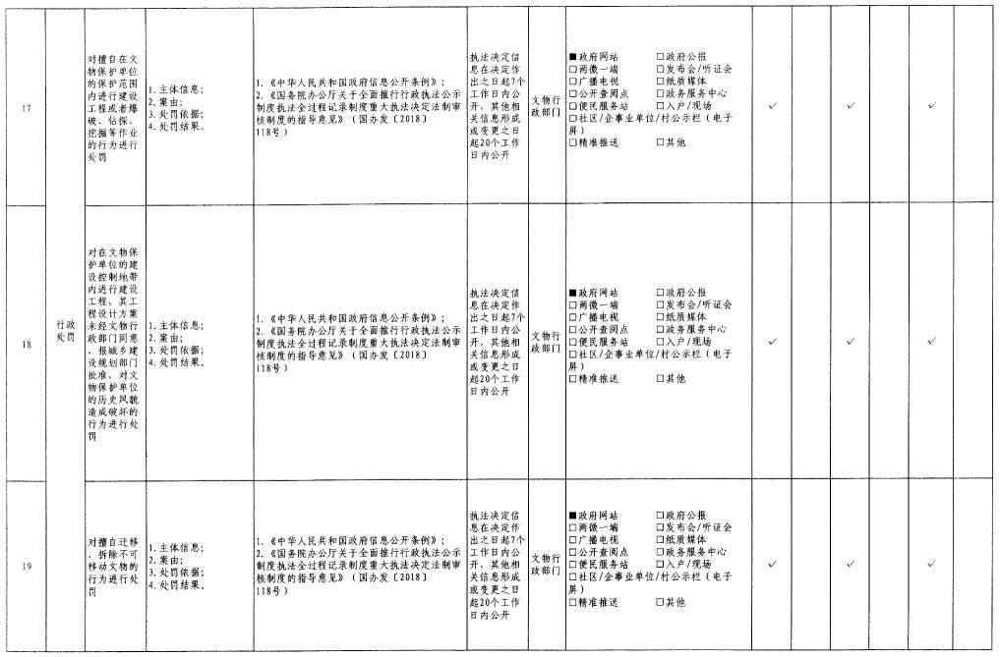 17
行政
处罚
对擅自在文
物保护单位
的保护范围
内进行建设
工程或者爆
破、钻探、
挖掘等作业
的行为进行
处罚
1.主体信息；
2.案由；
3.处罚依据；
4.处罚结果。
1.《中华人民共和国政府信息公开条例》；
2.《国务院办公厅关于全面推行行政执法公示
制度执法全过程记录制度重大执法决定法制审
核制度的指导意见》（国办发〔2018〕
118号）
执法决定信
息在决定作
出之日起7个
工作日内公
开，其他相
关信息形成
或变更之日
起20个工作
日内公开
文物行
政部门
■政府网站 □政府公报
□两微一端 □发布会/听证会
□广播电视 □纸质媒体
□公开查阅点 □政务服务中心
□便民服务站 □入户/现场
□社区/企事业单位/村公示栏（电子
屏）
□精准推送 □其他
✓ ✓ ✓
18
对在文物保
护单位的建
设控制地带
内进行建设
工程，其工
程设计方案
未经文物行
政部门同意
、报城乡建
设规划部门
批准，对文
物保护单位
的历史风貌
造成破坏的
行为进行处
罚
1.主体信息；
2.案由；
3.处罚依据；
4.处罚结果。
1.《中华人民共和国政府信息公开条例》；
2.《国务院办公厅关于全面推行行政执法公示
制度执法全过程记录制度重大执法决定法制审
核制度的指导意见》（国办发〔2018〕
118号）
执法决定信
息在决定作
出之日起7个
工作日内公
开，其他相
关信息形成
或变更之日
起20个工作
日内公开
文物行
政部门
■政府网站 □政府公报
□两微一端 □发布会/听证会
□广播电视 □纸质媒体
□公开查阅点 □政务服务中心
□便民服务站 □入户/现场
□社区/企事业单位/村公示栏（电子
屏）
□精准推送 □其他
✓ ✓ ✓
19
对擅自迁移
、拆除不可
移动文物的
行为进行处
罚
1.主体信息；
2.案由；
3.处罚依据；
4.处罚结果。
1.《中华人民共和国政府信息公开条例》；
2.《国务院办公厅关于全面推行行政执法公示
制度执法全过程记录制度重大执法决定法制审
核制度的指导意见》（国办发〔2018〕
118号）
执法决定信
息在决定作
出之日起7个
工作日内公
开，其他相
关信息形成
或变更之日
起20个工作
日内公开
文物行
政部门
■政府网站 □政府公报
□两微一端 □发布会/听证会
□广播电视 □纸质媒体
□公开查阅点 □政务服务中心
□便民服务站 □入户/现场
□社区/企事业单位/村公示栏（电子
屏）
□精准推送 □其他
✓ ✓ ✓